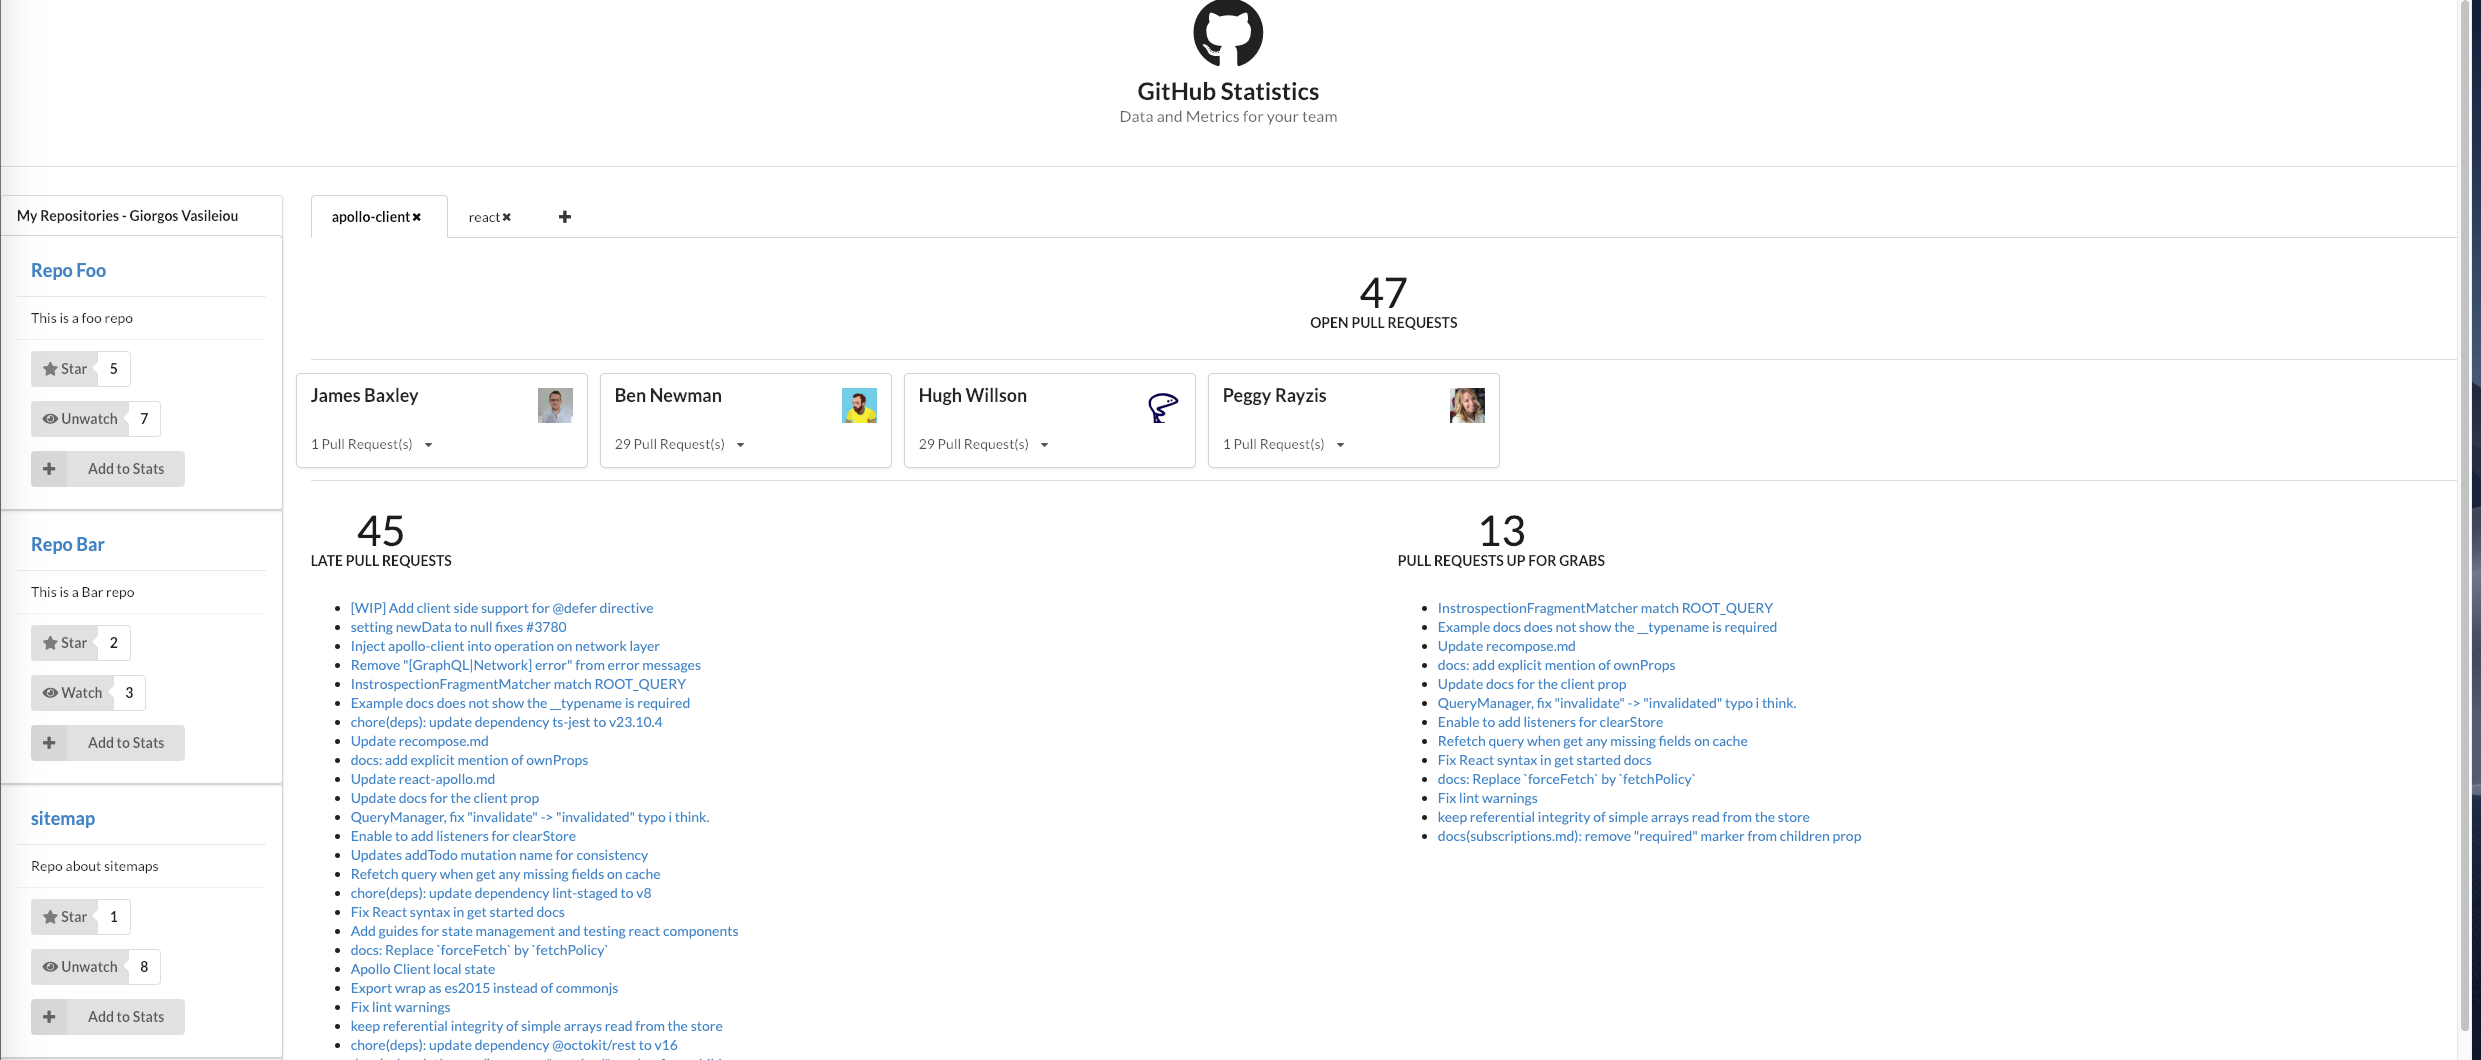 GitHub Statistics
Data and Metrics for your team
My Repositories - Giorgos Vasileiou
Repo Foo
This is a foo repo
Star 5
Unwatch 7
Add to Stats
Repo Bar
This is a Bar repo
Star 2
Watch 3
Add to Stats
sitemap
Repo about sitemaps
Star 1
Unwatch 8
Add to Stats
apollo-client react
47
OPEN PULL REQUESTS
James Baxley
1 Pull Request(s)
Ben Newman
29 Pull Request(s)
Hugh Willson
29 Pull Request(s)
Peggy Rayzis
1 Pull Request(s)
45
LATE PULL REQUESTS
[WIP] Add client side support for @defer directive
setting newData to null fixes #3780
Inject apollo-client into operation on network layer
Remove "[GraphQL|Network] error" from error messages
InstrospectionFragmentMatcher match ROOT_QUERY
Example docs does not show the __typename is required
chore(deps): update dependency ts-jest to v23.10.4
Update recompose.md
docs: add explicit mention of ownProps
Update react-apollo.md
Update docs for the client prop
QueryManager, fix "invalidate" -> "invalidated" typo i think.
Enable to add listeners for clearStore
Updates addTodo mutation name for consistency
Refetch query when get any missing fields on cache
chore(deps): update dependency lint-staged to v8
Fix React syntax in get started docs
Add guides for state management and testing react components
docs: Replace `forceFetch` by `fetchPolicy`
Apollo Client local state
Export wrap as es2015 instead of commonjs
Fix lint warnings
keep referential integrity of simple arrays read from the store
chore(deps): update dependency @octokit/rest to v16
13
PULL REQUESTS UP FOR GRABS
InstrospectionFragmentMatcher match ROOT_QUERY
Example docs does not show the __typename is required
Update recompose.md
docs: add explicit mention of ownProps
Update docs for the client prop
QueryManager, fix "invalidate" -> "invalidated" typo i think.
Enable to add listeners for clearStore
Refetch query when get any missing fields on cache
Fix React syntax in get started docs
docs: Replace `forceFetch` by `fetchPolicy`
Fix lint warnings
keep referential integrity of simple arrays read from the store
docs(subscriptions.md): remove "required" marker from children prop